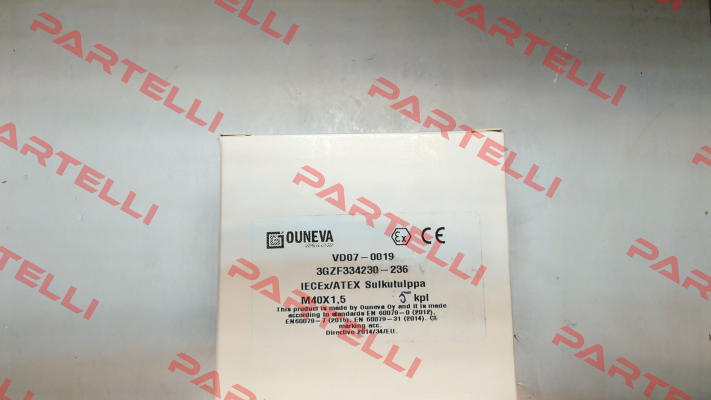 PARTELLI
PARTELLI
PARTELLI
PARTELLI
PARTELLI
PARTELLI
PARTELLI
PARTELLI
PARTELLI
OUNEVA
Ex CE
VD07-0019
3GZF334230-236
IECEx/ATEX Sulkutulppa
M40X1,5 5 kpl
This product is made by Ouneva Oy and it is made
according to standards EN 60079-0 (2012),
EN60079-7 (2015), EN 60079-31 (2014). CE
marking acc.
Directive 2014/34/EU.